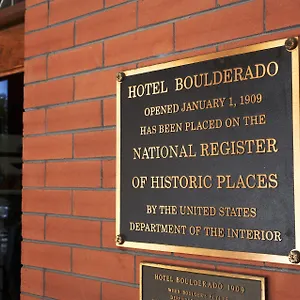 HOTEL BOULDERADO
OPENED JANUARY 1, 1909
HAS BEEN PLACED ON THE
NATIONAL REGISTER
OF HISTORIC PLACES
BY THE UNITED STATES
DEPARTMENT OF THE INTERIOR
HOTEL BOULDERADO 1909